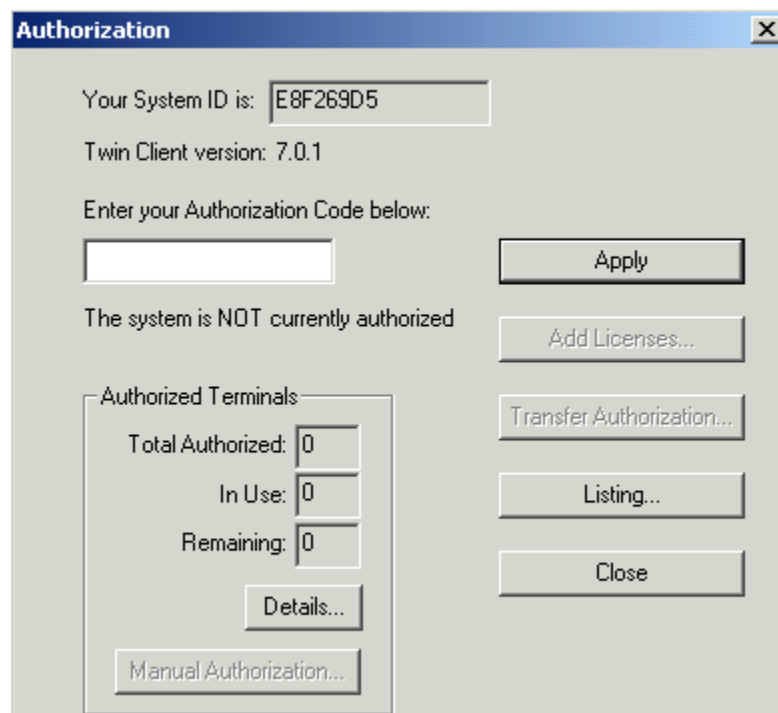 Authorization
Your System ID is: E8F269D5
Twin Client version: 7.0.1
Enter your Authorization Code below:
Apply
The system is NOT currently authorized
Add Licenses...
Authorized Terminals
Transfer Authorization...
Total Authorized: 0
In Use: 0
Listing...
Remaining: 0
Close
Details...
Manual Authorization...